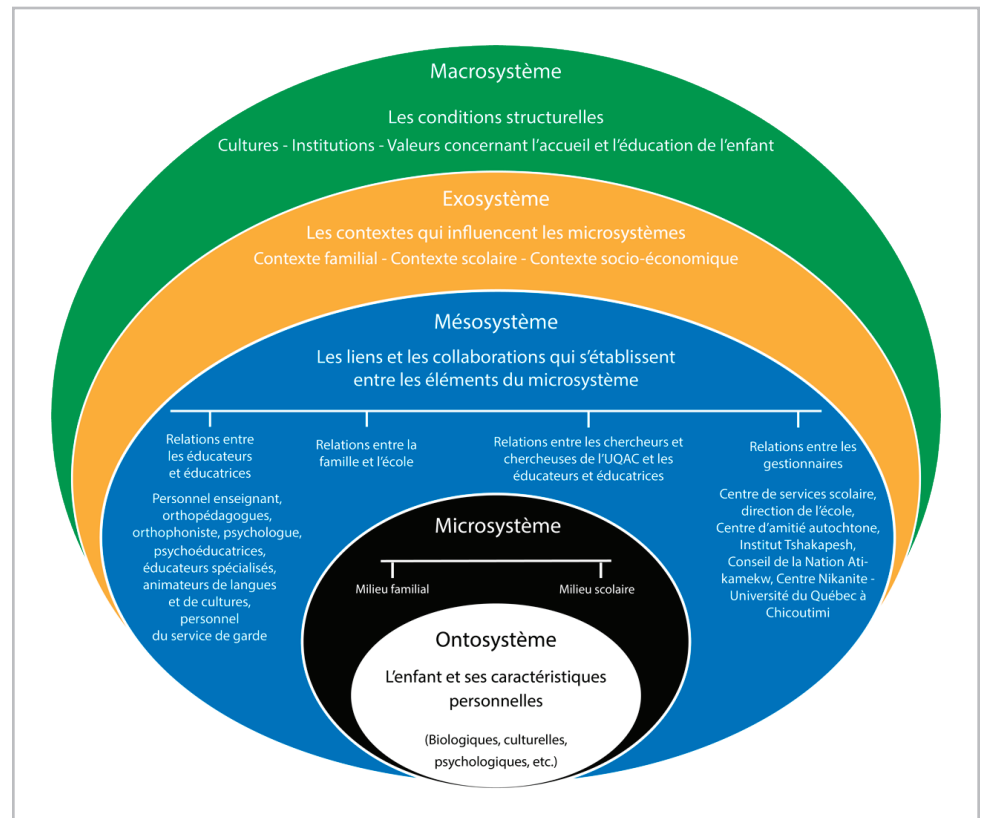 Macrosystème
Les conditions structurelles
Cultures - Institutions - Valeurs concernant l’accueil et l’éducation de l’enfant
Exosystème
Les contextes qui influencent les microsystèmes
Contexte familial - Contexte scolaire - Contexte socio-économique
Mésosystème
Les liens et les collaborations qui s’établissent
entre les éléments du microsystème
Relations entre
les éducateurs
et éducatrices
Personnel enseignant,
orthopédagogues,
orthophoniste, psychologue,
psychoéducatrices,
éducateurs spécialisés,
animateurs de langues
et de cultures,
personnel
du service de garde
Relations entre la
famille et l’école
Relations entre les chercheurs et
chercheuses de l’UQAC et les
éducateurs et éducatrices
Relations entre les
gestionnaires
Centre de services scolaire,
direction de l’école,
Centre d’amitié autochtone,
Institut Tshakapesh,
Conseil de la Nation Ati-
kamekw, Centre Nikanite -
Université du Québec à
Chicoutimi
Microsystème
Milieu familial
Milieu scolaire
Ontosystème
L’enfant et ses caractéristiques
personnelles
(Biologiques, culturelles,
psychologiques, etc.)